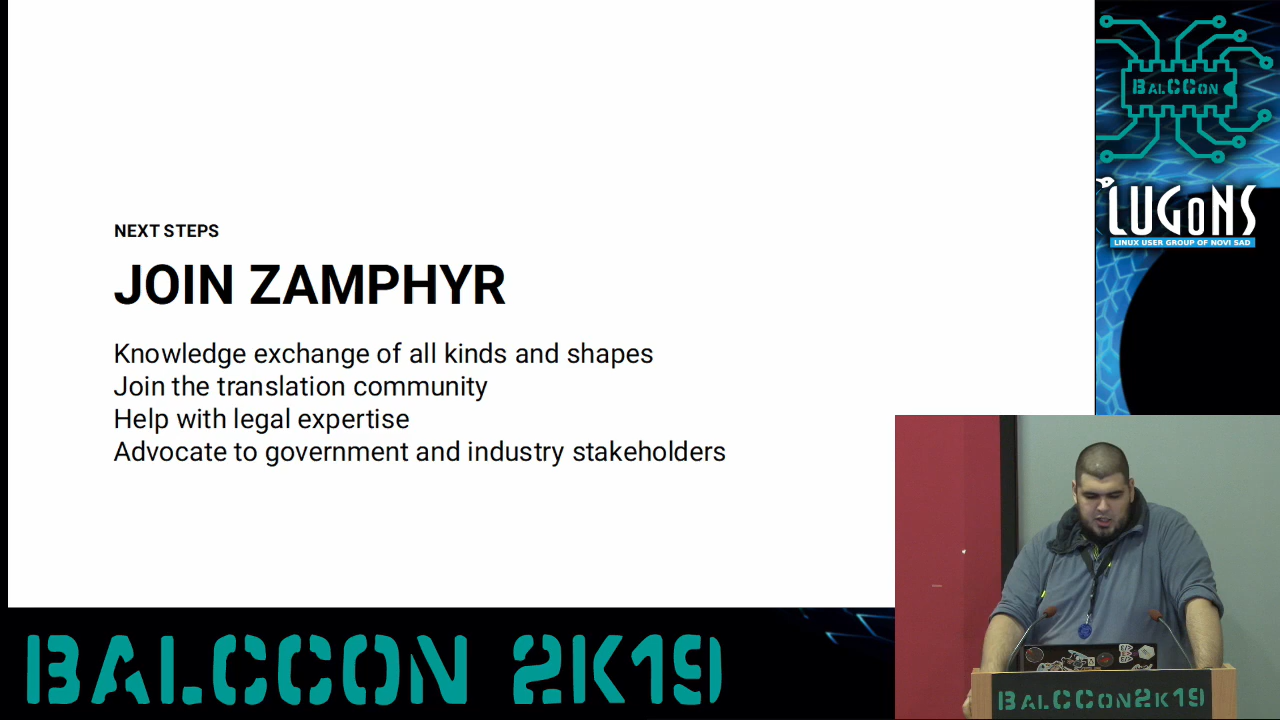 NEXT STEPS
JOIN ZAMPHYR
Knowledge exchange of all kinds and shapes
Join the translation community
Help with legal expertise
Advocate to government and industry stakeholders
BALCCON
LUGONS
LINUX USER GROUP OF NOVI SAD
BALCCON2K19
BALCCON 2K19